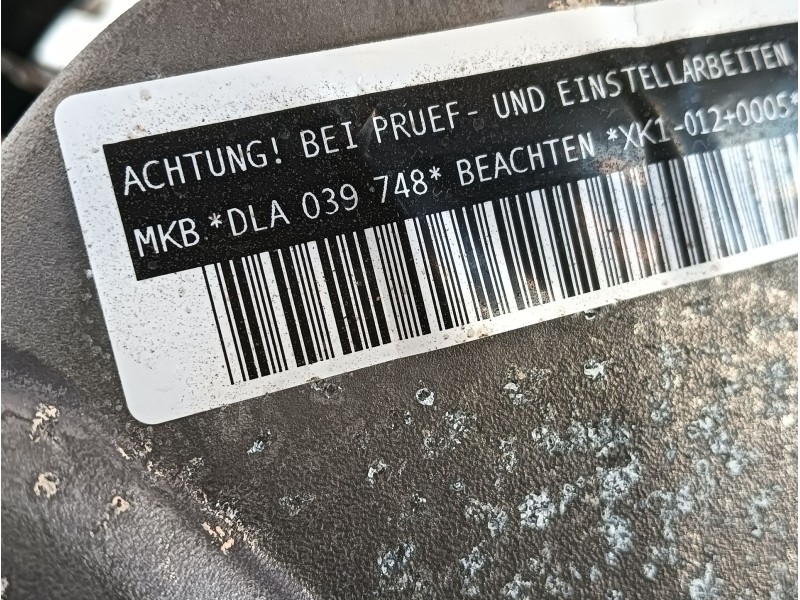 ACHTUNG! BEI PRUEF- UND EINSTELLARBEITEN
MKB *DLA 039 748* BEACHTEN *XK1-012+0005*